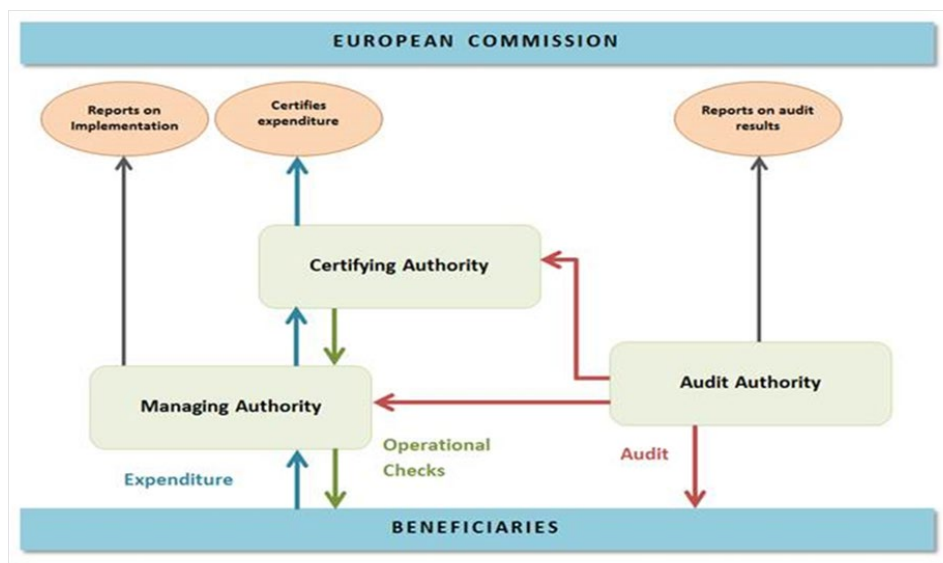 EUROPEAN COMMISSION
Reports on
Implementation
Certifies
expenditure
Reports on audit
results
Certifying Authority
Audit Authority
Managing Authority
Operational
Checks
Audit
Expenditure
BENEFICIARIES